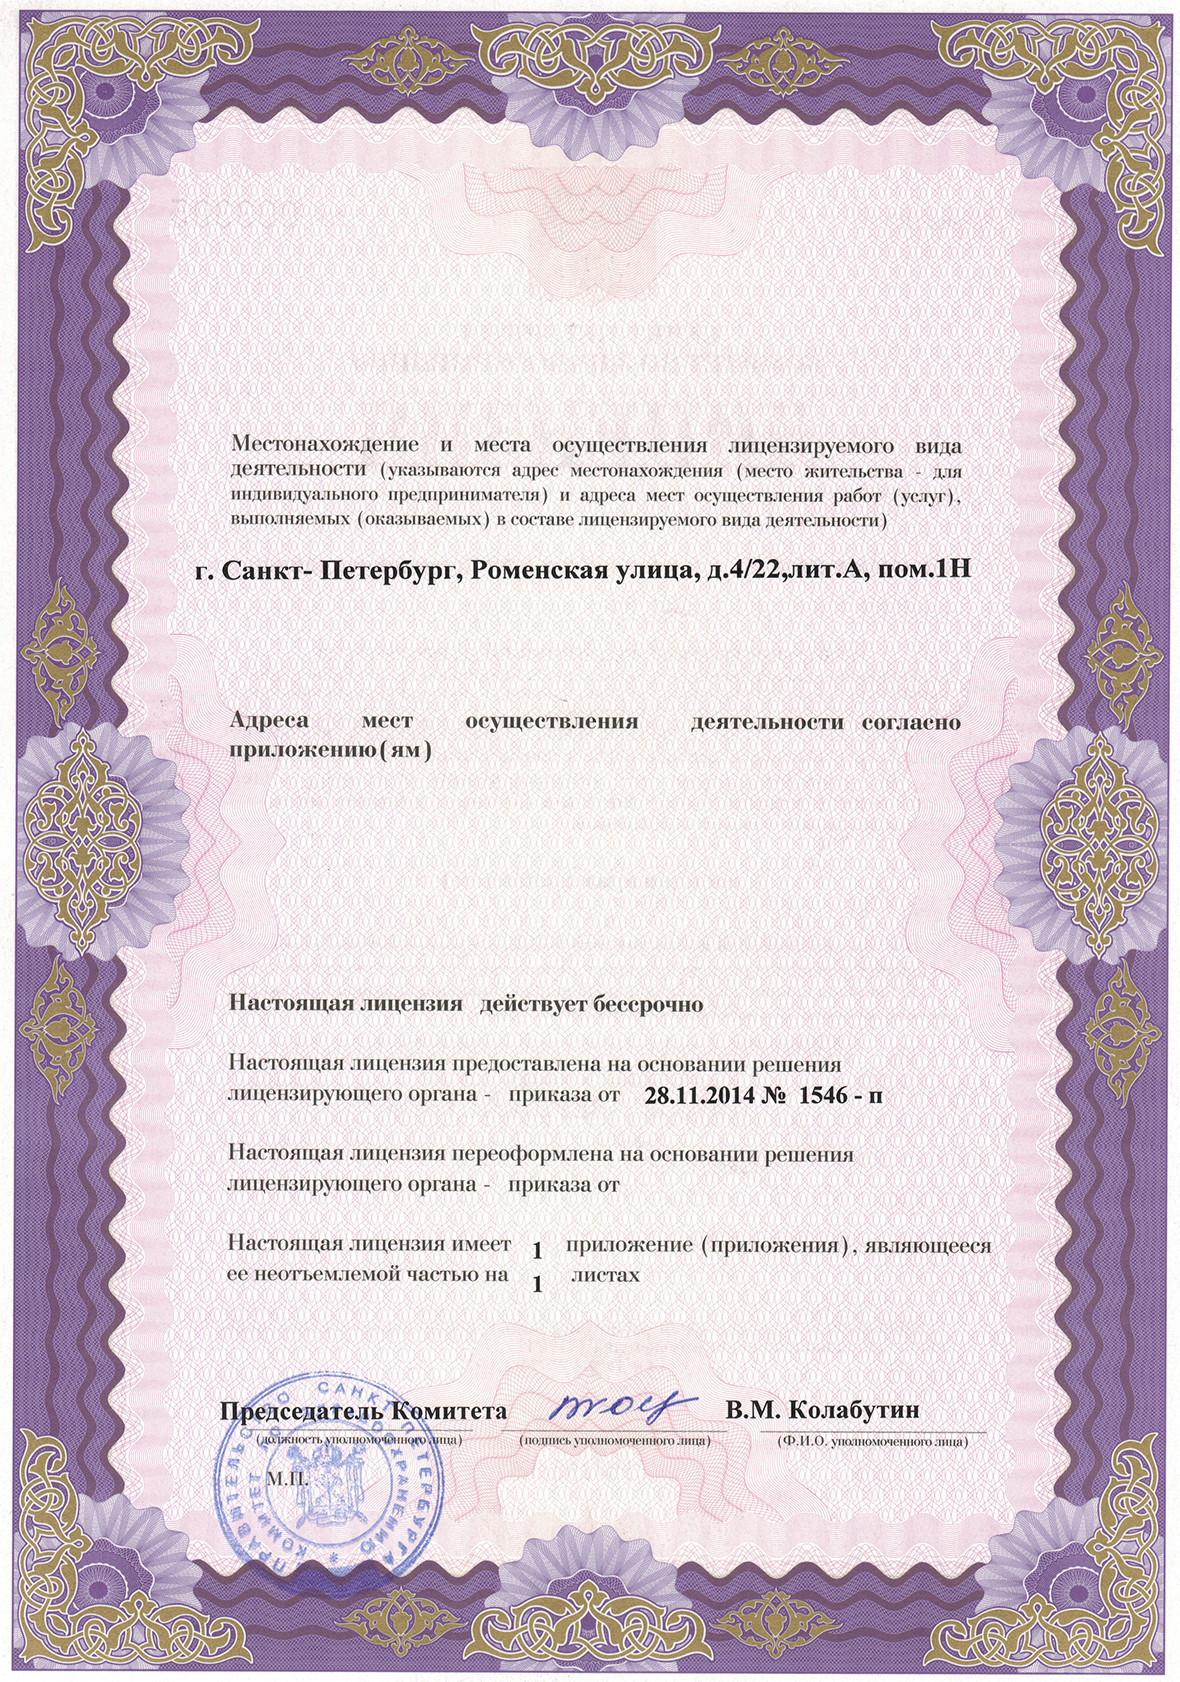 Местонахождение и места осуществления лицензируемого вида
деятельности (указываются адрес местонахождения (место жительства - для
индивидуального предпринимателя) и адреса мест осуществления работ (услуг),
выполняемых (оказываемых) в составе лицензируемого вида деятельности)
г. Санкт- Петербург, Роменская улица, д.4/22,лит.А, пом.1Н
Адреса мест осуществления деятельности согласно
приложению(ям)
Настоящая лицензия действует бессрочно
Настоящая лицензия предоставлена на основании решения
лицензирующего органа - приказа от 28.11.2014 № 1546 - п
Настоящая лицензия переоформлена на основании решения
лицензирующего органа - приказа от
Настоящая лицензия имеет 1 приложение (приложения), являющееся
ее неотъемлемой частью на 1 листах
Председатель Комитета В.М. Колабутин
(должность уполномоченного лица) (подпись уполномоченного лица) (Ф.И.О. уполномоченного лица)
М.П.
ПРАВИТЕЛЬСТВО САНКТ-ПЕТЕРБУРГА
КОМИТЕТ ПО ЗДРАВООХРАНЕНИЮ